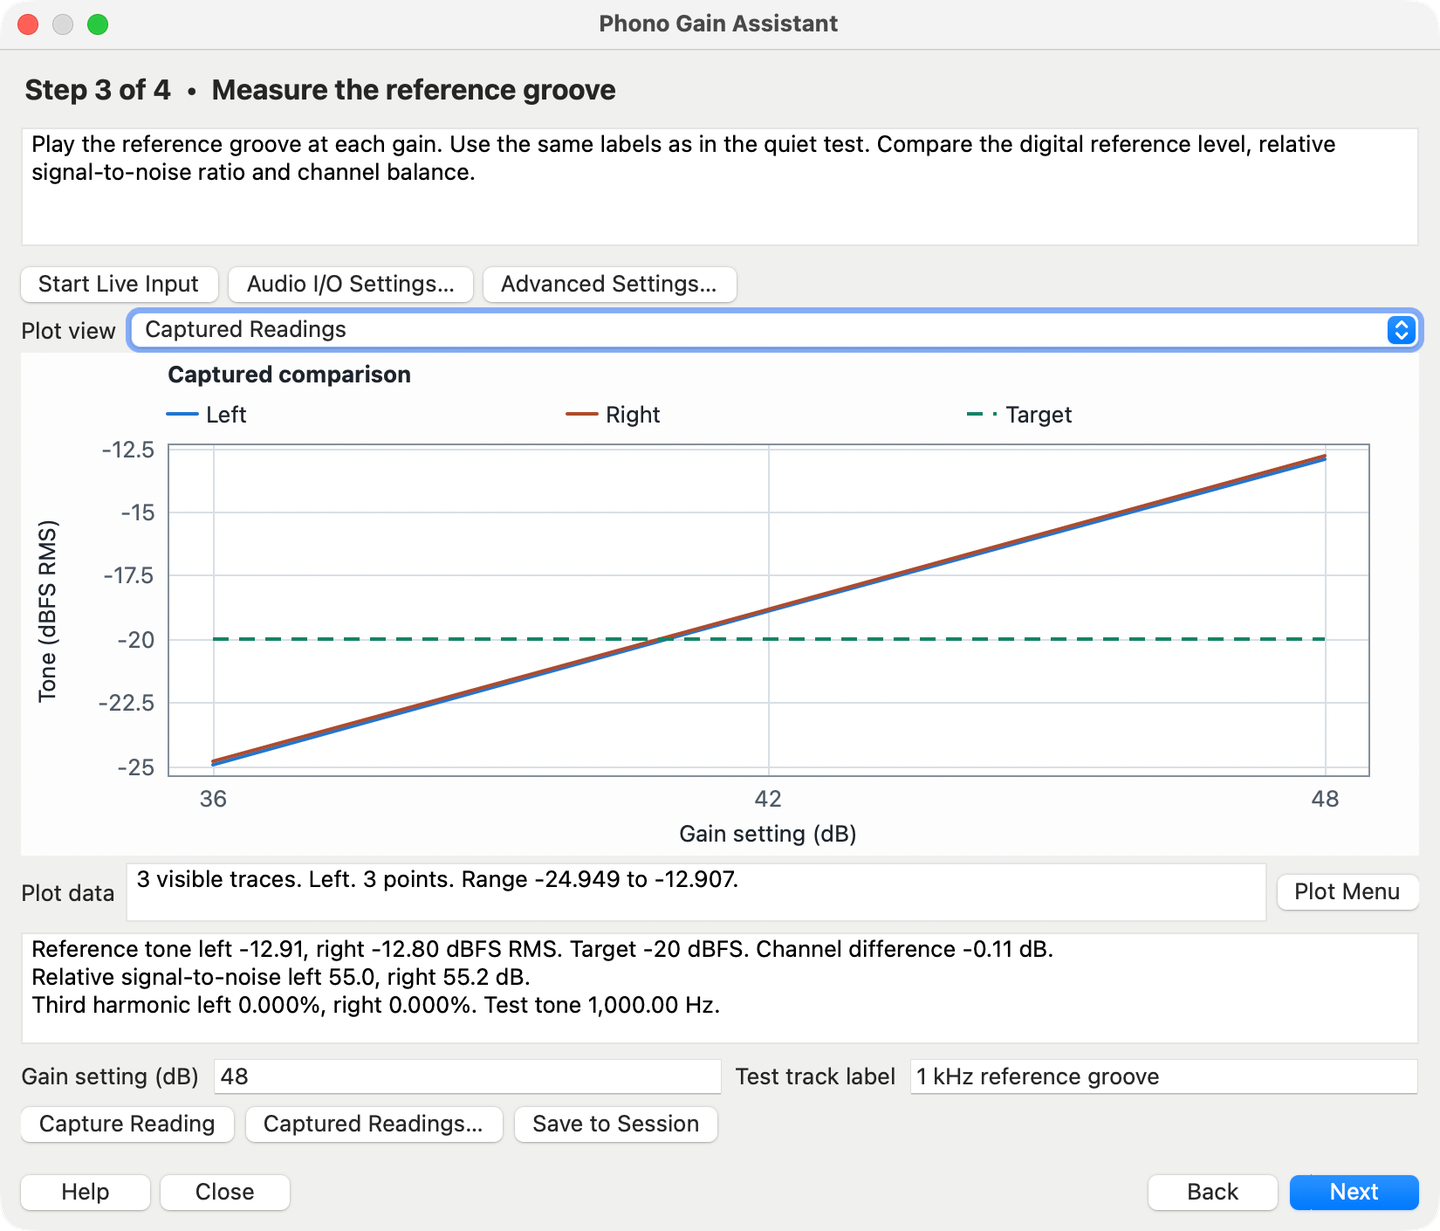 Phono Gain Assistant
Step 3 of 4 • Measure the reference groove
Play the reference groove at each gain. Use the same labels as in the quiet test. Compare the digital reference level, relative
signal-to-noise ratio and channel balance.
Start Live Input
Audio I/O Settings...
Advanced Settings...
Plot view
Captured Readings
Captured comparison
Left
Right
Target
Tone (dBFS RMS)
-12.5
-15
-17.5
-20
-22.5
-25
36
42
48
Gain setting (dB)
Plot data
3 visible traces. Left. 3 points. Range -24.949 to -12.907.
Plot Menu
Reference tone left -12.91, right -12.80 dBFS RMS. Target -20 dBFS. Channel difference -0.11 dB.
Relative signal-to-noise left 55.0, right 55.2 dB.
Third harmonic left 0.000%, right 0.000%. Test tone 1,000.00 Hz.
Gain setting (dB)
48
Test track label
1 kHz reference groove
Capture Reading
Captured Readings...
Save to Session
Help
Close
Back
Next